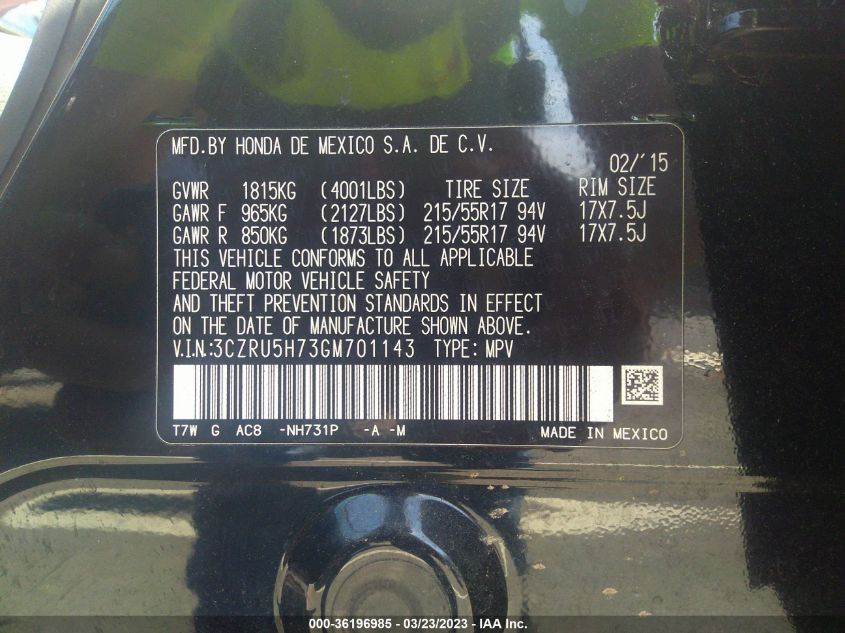 MFD.BY HONDA DE MEXICO S.A. DE C.V.
02/'15
GVWR 1815KG (4001LBS) TIRE SIZE RIM SIZE
GAWR F 965KG (2127LBS) 215/55R17 94V 17X7.5J
GAWR R 850KG (1873LBS) 215/55R17 94V 17X7.5J
THIS VEHICLE CONFORMS TO ALL APPLICABLE
FEDERAL MOTOR VEHICLE SAFETY
AND THEFT PREVENTION STANDARDS IN EFFECT
ON THE DATE OF MANUFACTURE SHOWN ABOVE.
V.I.N:3CZRU5H73GM701143 TYPE: MPV
T7W G AC8 -NH731P -A -M MADE IN MEXICO
000-36196985 - 03/23/2023 - IAA Inc.